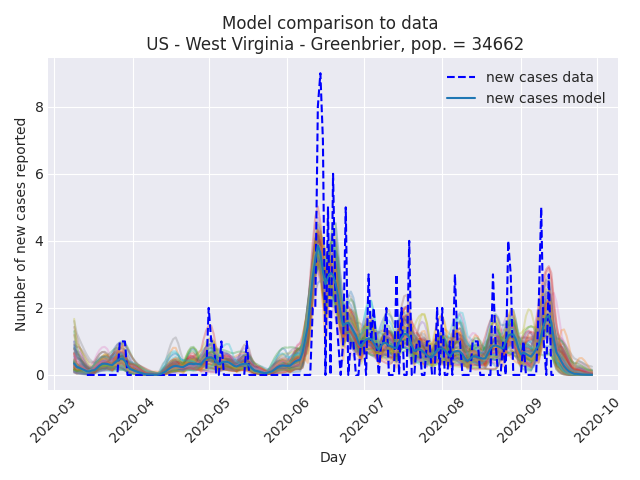 Model comparison to data
US - West Virginia - Greenbrier, pop. = 34662
new cases data
new cases model
Number of new cases reported
8
6
4
2
0
2020-03
2020-04
2020-05
2020-06
2020-07
2020-08
2020-09
2020-10
Day